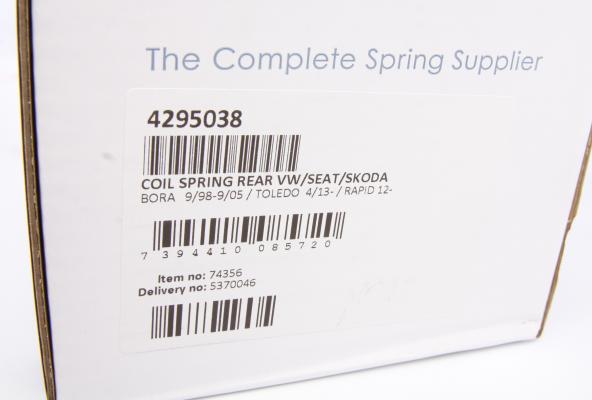 The Complete Spring Supplier
4295038
COIL SPRING REAR VW/SEAT/SKODA
BORA 9/98-9/05 / TOLEDO 4/13- / RAPID 12-
7 394410 085720
Item no: 74356
Delivery no: 5370046